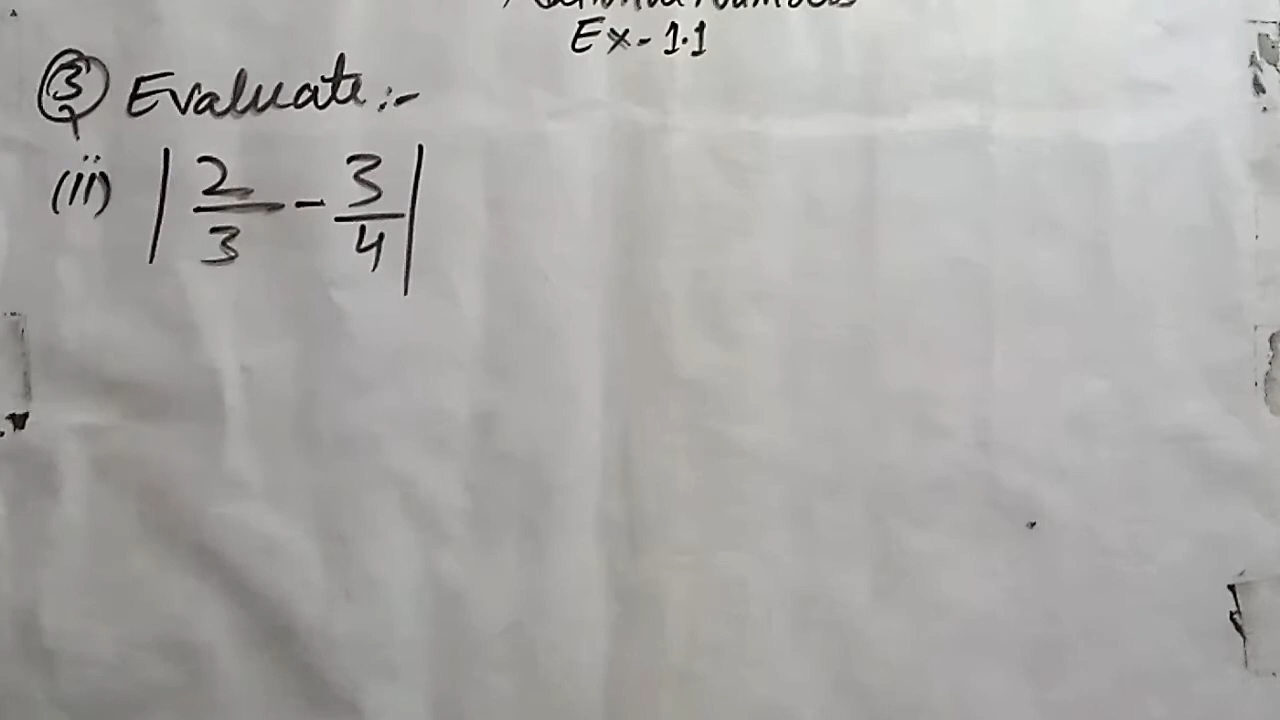 Ex-1.1
③ Evaluate:-
(ii) | 2/3 - 3/4 |